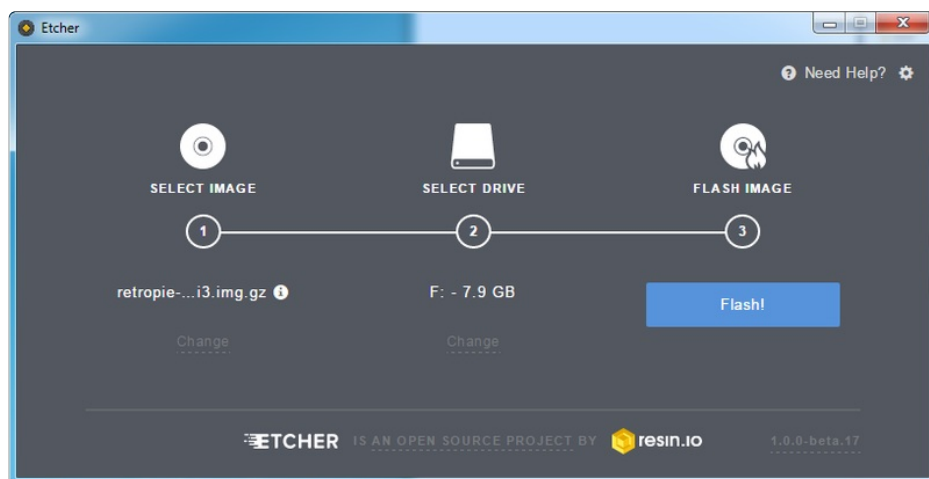 Etcher
Need Help?
SELECT IMAGE
SELECT DRIVE
FLASH IMAGE
1
2
3
retropie-...i3.img.gz
F: - 7.9 GB
Flash!
Change
Change
ETCHER IS AN OPEN SOURCE PROJECT BY resin.io 1.0.0-beta.17